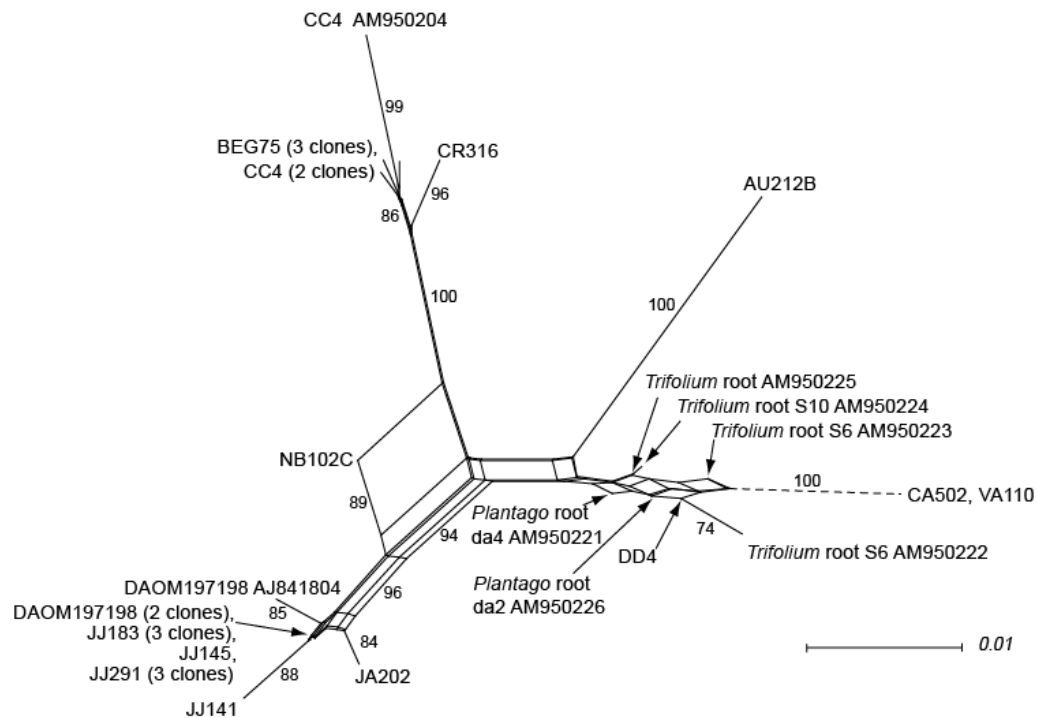 CC4 AM950204
99
BEG75 (3 clones),
CC4 (2 clones)
CR316
96
86
AU212B
100
100
Trifolium root AM950225
Trifolium root S10 AM950224
Trifolium root S6 AM950223
NB102C
89
100
CA502, VA110
Plantago root
da4 AM950221
94
DD4
74
Trifolium root S6 AM950222
Plantago root
da2 AM950226
DAOM197198 AJ841804
96
DAOM197198 (2 clones),
85
JJ183 (3 clones),
JJ145,
JJ291 (3 clones)
84
88
JA202
JJ141
0.01